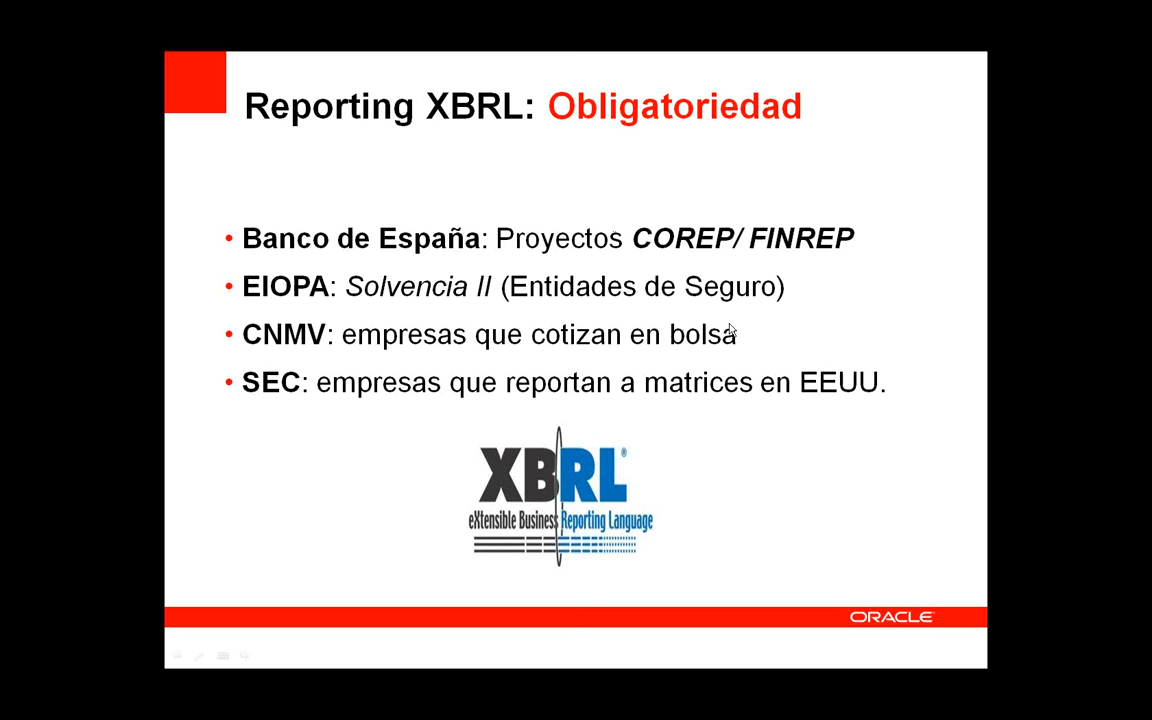 Reporting XBRL: Obligatoriedad
• Banco de España: Proyectos COREP/ FINREP
• EIOPA: Solvencia II (Entidades de Seguro)
• CNMV: empresas que cotizan en bolsa
• SEC: empresas que reportan a matrices en EEUU.
XBRL®
eXtensible Business Reporting Language
ORACLE